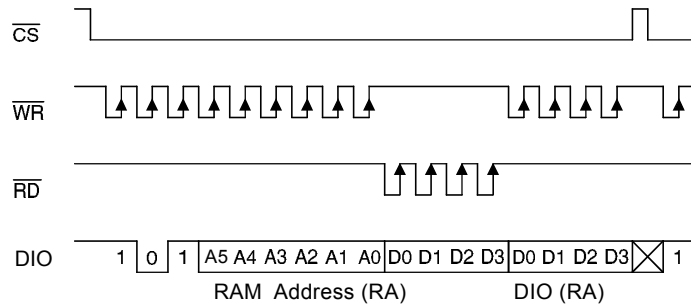 CS
WR
RD
DIO 1 0 1 A5 A4 A3 A2 A1 A0 D0 D1 D2 D3 D0 D1 D2 D3 1
RAM Address (RA) DIO (RA)